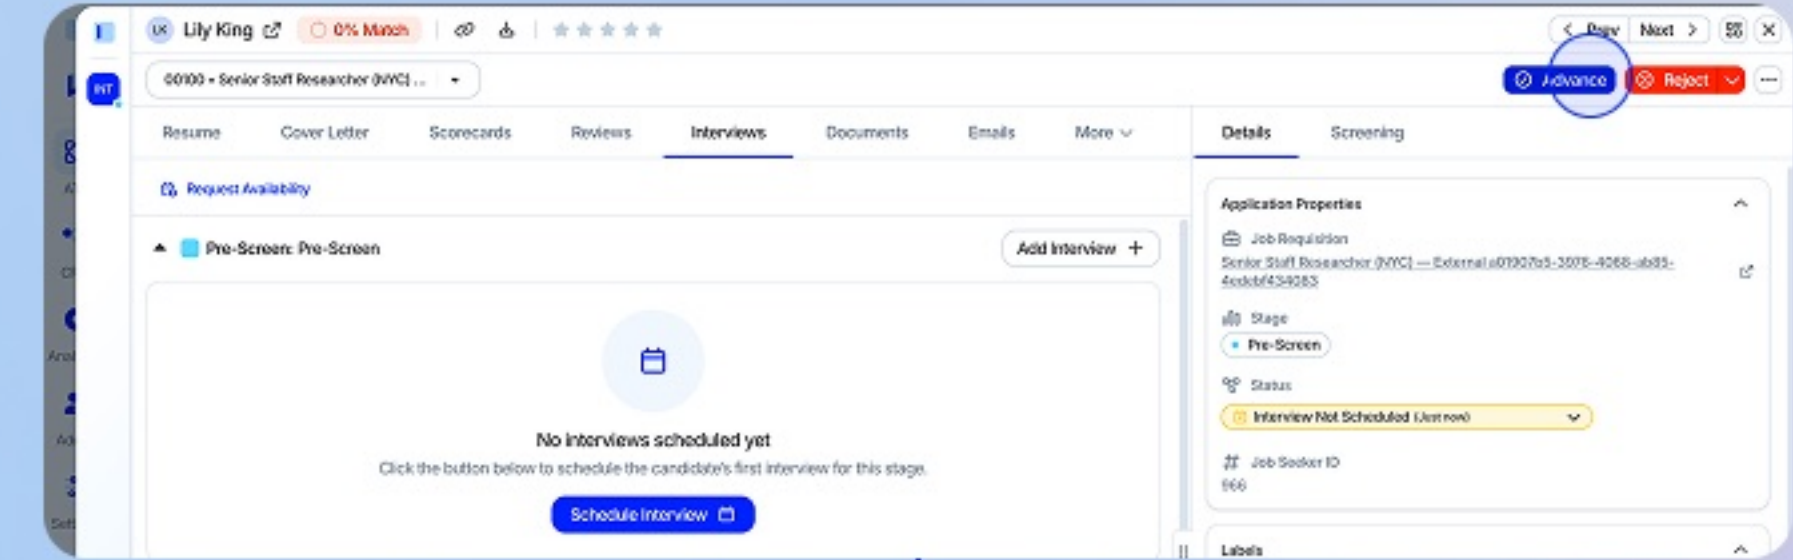 LK Lily King 0% Match Prev Next
INT
00100 • Senior Staff Researcher (NYC) ... Advance Reject
Resume Cover Letter Scorecards Reviews Interviews Documents Emails More Details Screening
Request Availability
Application Properties
Pre-Screen: Pre-Screen Add Interview +
Job Requisition
Senior Staff Researcher (NYC) — External
Stage
Pre-Screen
Status
Interview Not Scheduled (Just now)
No interviews scheduled yet
Click the button below to schedule the candidate's first interview for this stage.
Schedule Interview
Job Seeker ID
966
Labels